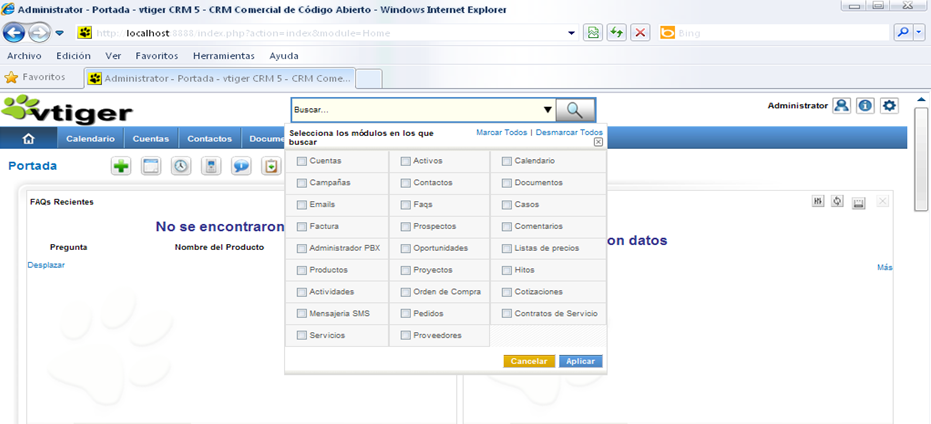 Administrator - Portada - vtiger CRM 5 - CRM Comercial de Código Abierto - Windows Internet Explorer
http://localhost:8888/index.php?action=index&module=Home
Bing
Archivo Edición Ver Favoritos Herramientas Ayuda
Favoritos
Administrador - Portada - vtiger CRM 5 - CRM Come...
vtiger
Buscar...
Administrator
Calendario Cuentas Contactos Docume
Selecciona los módulos en los que buscar
Marcar Todos | Desmarcar Todos
Portada
Cuentas Activos Calendario
Campañas Contactos Documentos
Emails Faqs Casos
Factura Prospectos Comentarios
Administrador PBX Oportunidades Listas de precios
Productos Proyectos Hitos
Actividades Orden de Compra Cotizaciones
Mensajeria SMS Pedidos Contratos de Servicio
Servicios Proveedores
Cancelar Aplicar
FAQs Recientes
No se encontraron
on datos
Pregunta Nombre del Producto
Desplazar
Más